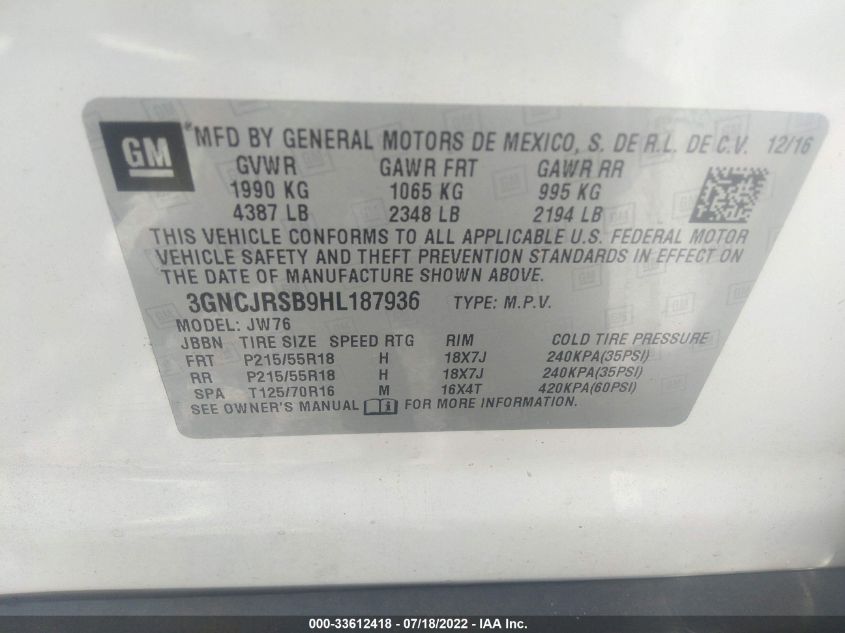 GM
MFD BY GENERAL MOTORS DE MEXICO, S. DE R.L. DE C.V. 12/16
GVWR GAWR FRT GAWR RR
1990 KG 1065 KG 995 KG
4387 LB 2348 LB 2194 LB
THIS VEHICLE CONFORMS TO ALL APPLICABLE U.S. FEDERAL MOTOR
VEHICLE SAFETY AND THEFT PREVENTION STANDARDS IN EFFECT ON
THE DATE OF MANUFACTURE SHOWN ABOVE.
3GNCJRSB9HL187936 TYPE: M.P.V.
MODEL: JW76
JBBN TIRE SIZE SPEED RTG RIM COLD TIRE PRESSURE
FRT P215/55R18 H 18X7J 240KPA(35PSI)
RR P215/55R18 H 18X7J 240KPA(35PSI)
SPA T125/70R16 M 16X4T 420KPA(60PSI)
SEE OWNER'S MANUAL FOR MORE INFORMATION.
000-33612418 - 07/18/2022 - IAA Inc.